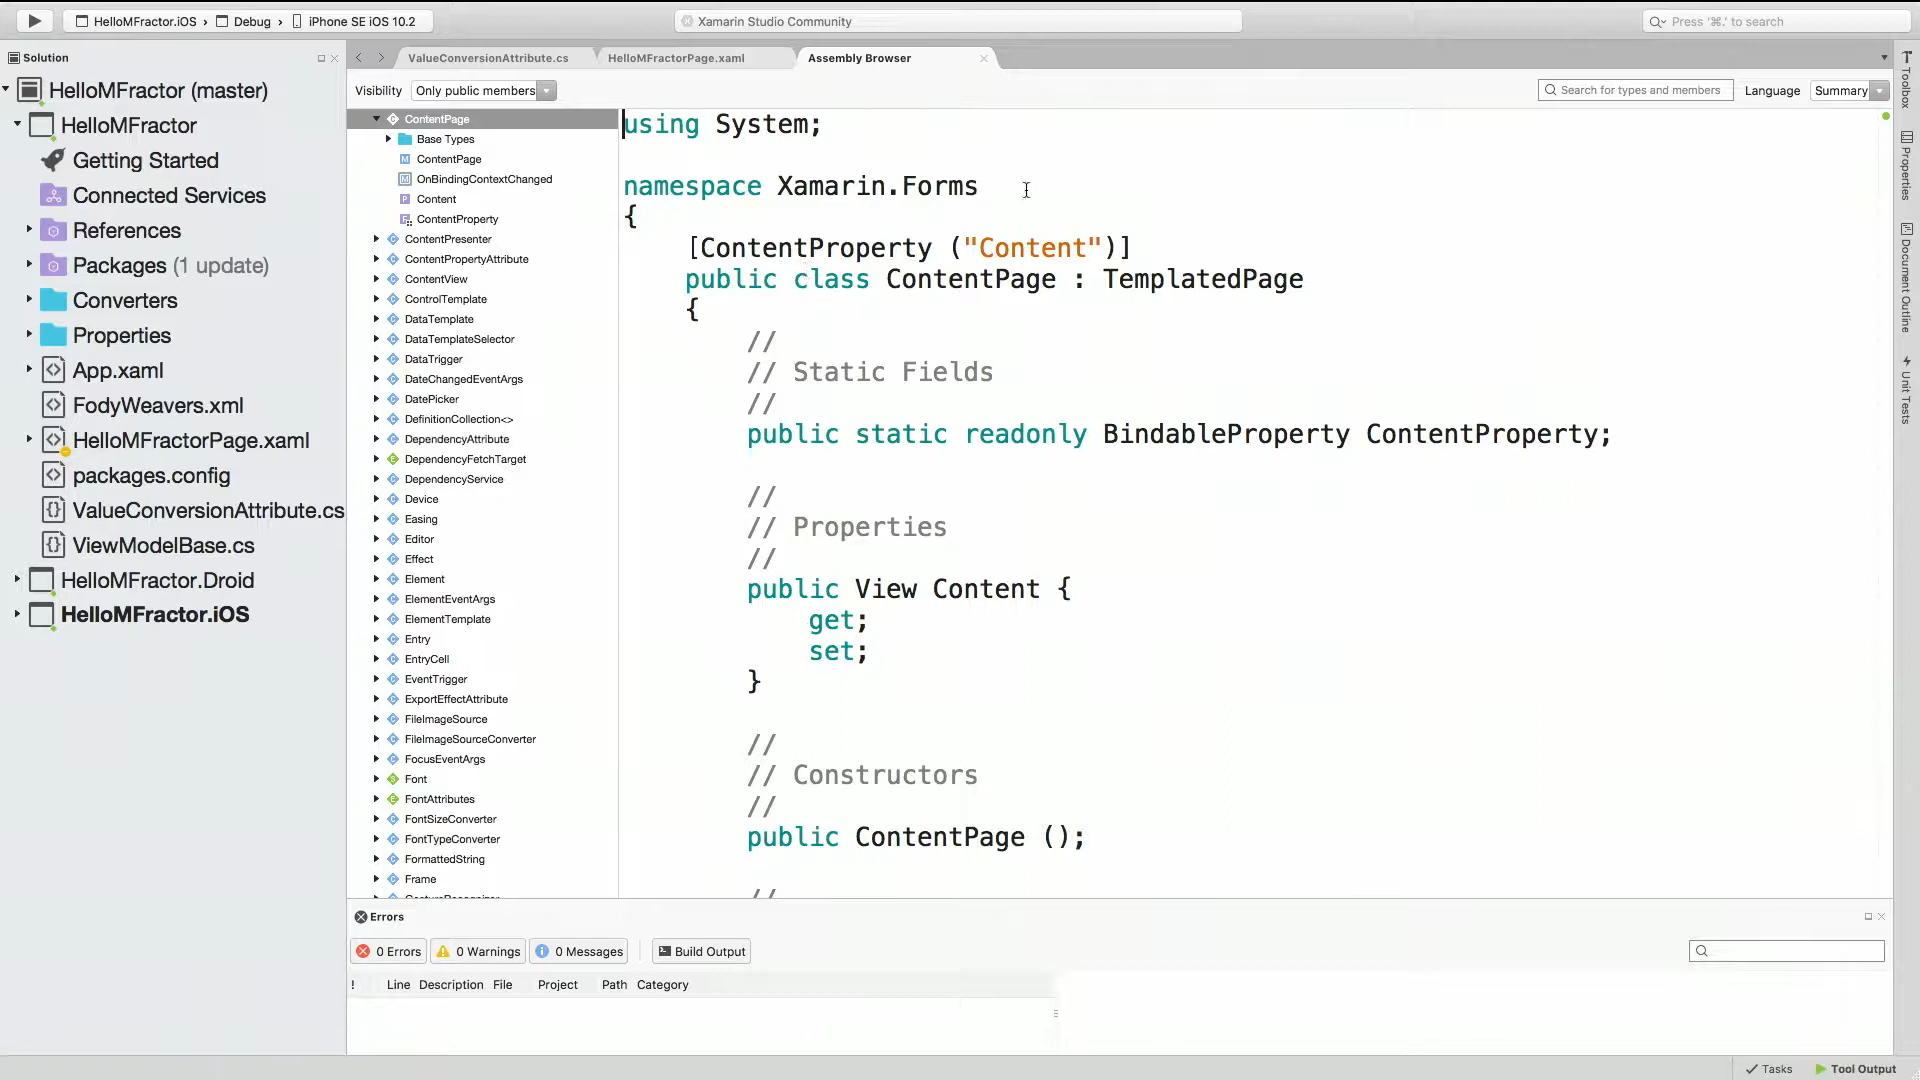 HelloMFractor.iOS › Debug › iPhone SE iOS 10.2
Xamarin Studio Community
Press '⌘.' to search
Solution
HelloMFractor (master)
HelloMFractor
Getting Started
Connected Services
References
Packages (1 update)
Converters
Properties
App.xaml
FodyWeavers.xml
HelloMFractorPage.xaml
packages.config
ValueConversionAttribute.cs
ViewModelBase.cs
HelloMFractor.Droid
HelloMFractor.iOS
ValueConversionAttribute.cs
HelloMFractorPage.xaml
Assembly Browser
Visibility
Only public members
Search for types and members
Language
Summary
ContentPage
Base Types
ContentPage
OnBindingContextChanged
Content
ContentProperty
ContentPresenter
ContentPropertyAttribute
ContentView
ControlTemplate
DataTemplate
DataTemplateSelector
DataTrigger
DateChangedEventArgs
DatePicker
DefinitionCollection<>
DependencyAttribute
DependencyFetchTarget
DependencyService
Device
Easing
Editor
Effect
Element
ElementEventArgs
ElementTemplate
Entry
EntryCell
EventTrigger
ExportEffectAttribute
FileImageSource
FileImageSourceConverter
FocusEventArgs
Font
FontAttributes
FontSizeConverter
FontTypeConverter
FormattedString
Frame
using System;
namespace Xamarin.Forms
{
[ContentProperty ("Content")]
public class ContentPage : TemplatedPage
{
//
// Static Fields
//
public static readonly BindableProperty ContentProperty;
//
// Properties
//
public View Content {
get;
set;
}
//
// Constructors
//
public ContentPage ();
//
Toolbox
Properties
Document Outline
Unit Tests
Errors
0 Errors
0 Warnings
0 Messages
Build Output
! Line Description File Project Path Category
Tasks
Tool Output